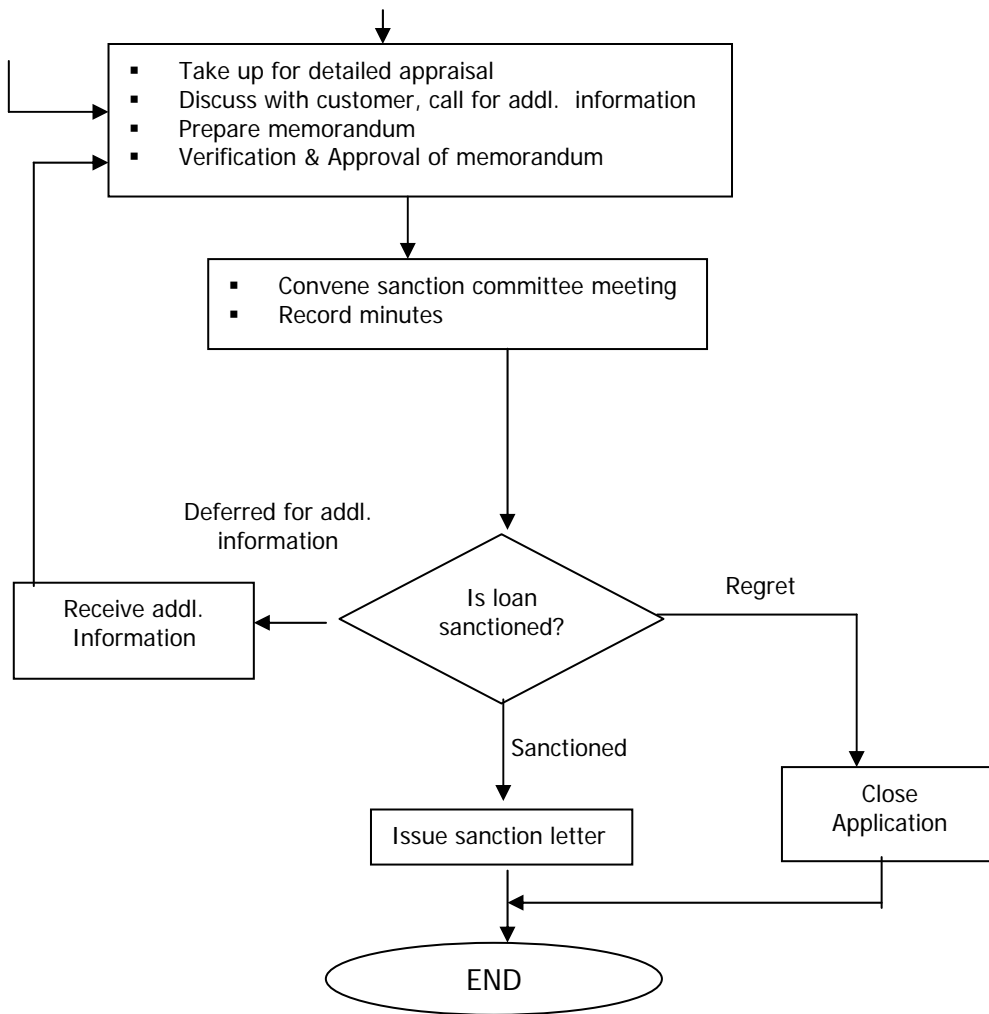 ▪ Take up for detailed appraisal
▪ Discuss with customer, call for addl. information
▪ Prepare memorandum
▪ Verification & Approval of memorandum
▪ Convene sanction committee meeting
▪ Record minutes
Deferred for addl.
information
Is loan
sanctioned?
Regret
Receive addl.
Information
Sanctioned
Issue sanction letter
Close
Application
END